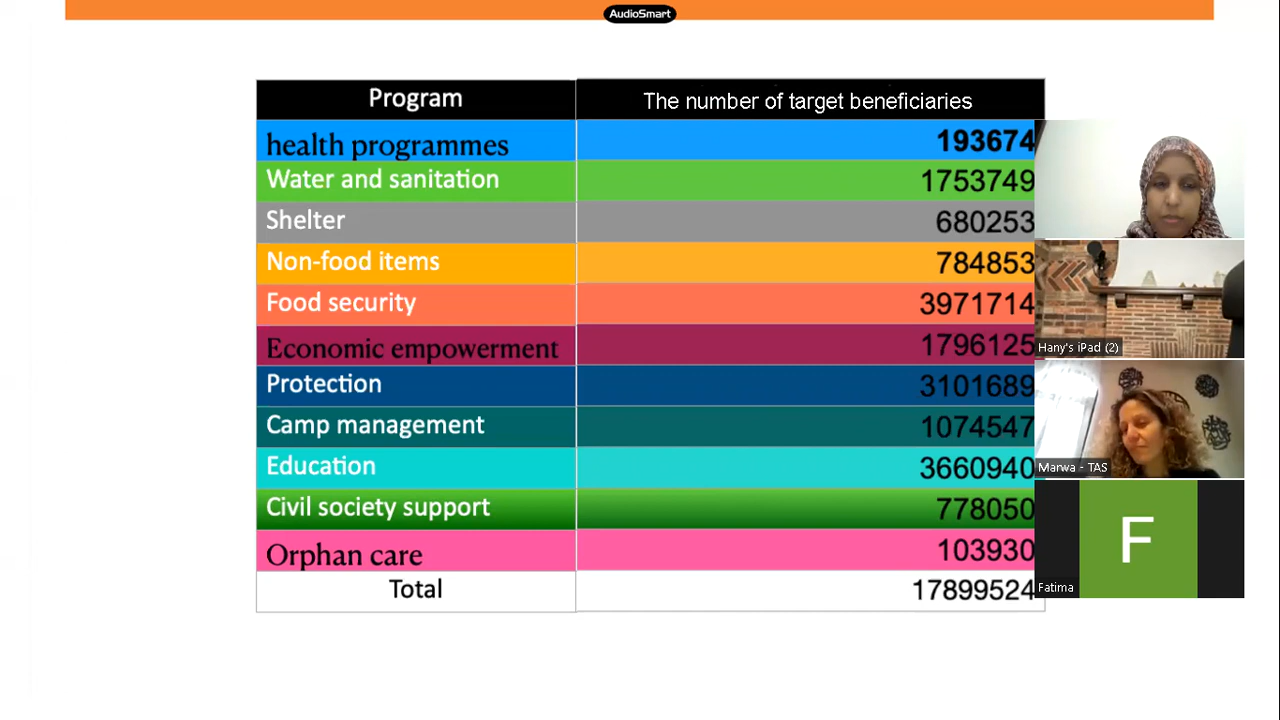 AudioSmart
Program The number of target beneficiaries
health programmes 193674
Water and sanitation 1753749
Shelter 680253
Non-food items 784853
Food security 3971714
Economic empowerment 1796125
Protection 3101689
Camp management 1074547
Education 3660940
Civil society support 778050
Orphan care 103930
Total 17899524
Hany's iPad (2)
Marwa - TAS
F
Fatima